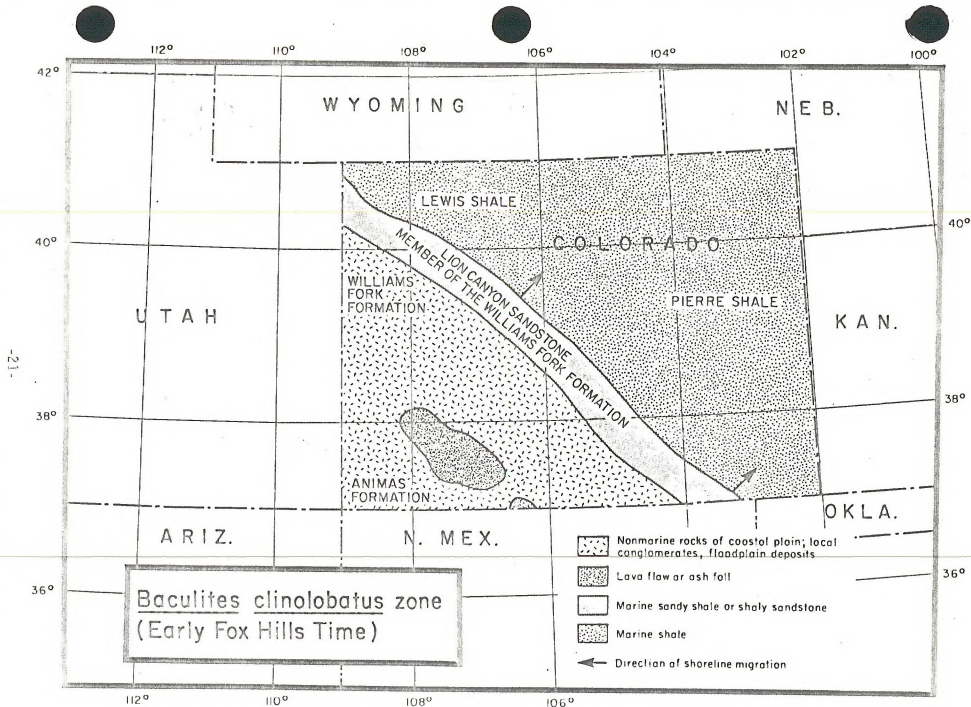 112° 110° 108° 106° 104° 102° 100°
42°
WYOMING
NEB.
LEWIS SHALE
40°
40°
COLORADO
LION CANYON SANDSTONE
MEMBER OF THE WILLIAMS FORK FORMATION
WILLIAMS
FORK
FORMATION
PIERRE SHALE
UTAH
KAN.
-21-
38°
38°
ANIMAS
FORMATION
OKLA.
ARIZ.
N. MEX.
Nonmarine rocks of coastal plain; local
conglomerates, floodplain deposits
36°
36°
Lava flow or ash fall
Baculites clinolobatus zone
(Early Fox Hills Time)
Marine sandy shale or shaly sandstone
Marine shale
Direction of shoreline migration
112° 110° 108° 106°